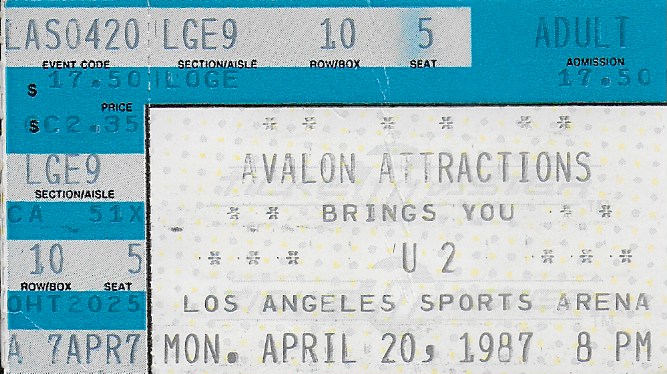 LAS0420 LGE9 10 5 ADULT
EVENT CODE SECTION/AISLE ROW/BOX SEAT ADMISSION
$ 17.50 LOGE 17.50
PRICE
$ C2.35
LGE9
SECTION/AISLE
CA 51X
10 5
ROW/BOX SEAT
OHT2025
A 7APR7
AVALON ATTRACTIONS
BRINGS YOU
U 2
LOS ANGELES SPORTS ARENA
MON. APRIL 20, 1987 8 PM